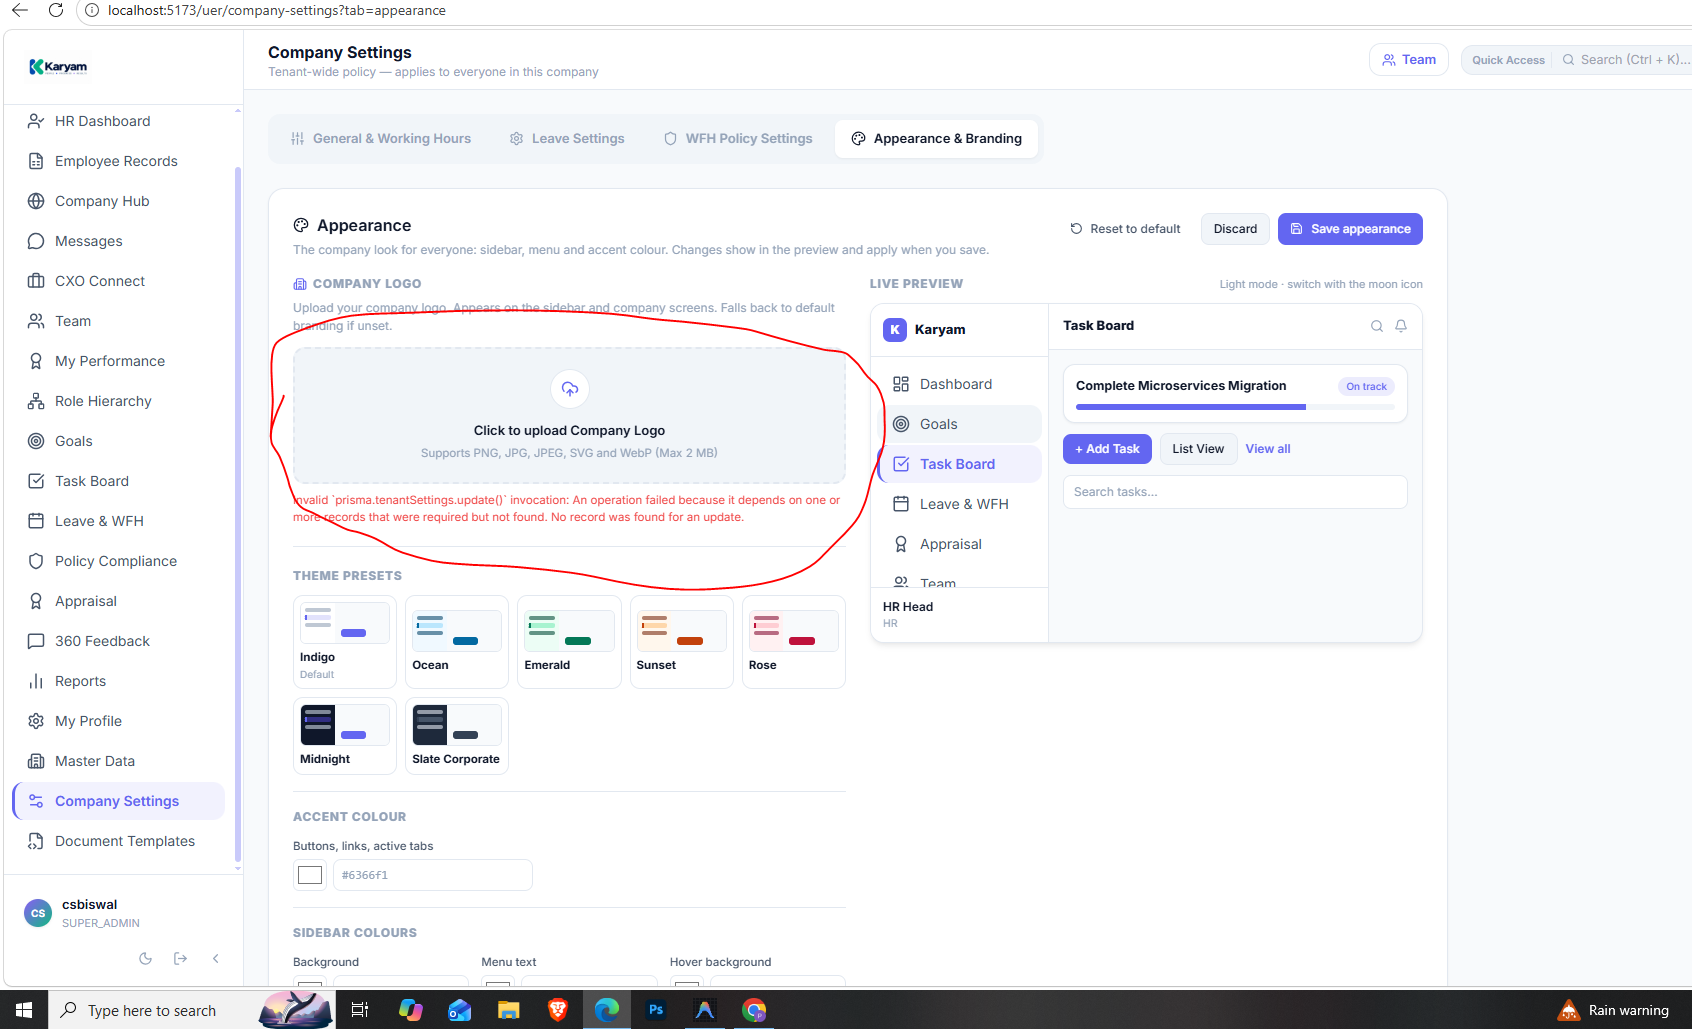 localhost:5173/uer/company-settings?tab=appearance
Karyam
Company Settings
Tenant-wide policy — applies to everyone in this company
Team
Quick Access
Search (Ctrl + K)...
HR Dashboard
Employee Records
Company Hub
Messages
CXO Connect
Team
My Performance
Role Hierarchy
Goals
Task Board
Leave & WFH
Policy Compliance
Appraisal
360 Feedback
Reports
My Profile
Master Data
Company Settings
Document Templates
CS
csbiswal
SUPER_ADMIN
General & Working Hours
Leave Settings
WFH Policy Settings
Appearance & Branding
Appearance
The company look for everyone: sidebar, menu and accent colour. Changes show in the preview and apply when you save.
Reset to default
Discard
Save appearance
COMPANY LOGO
Upload your company logo. Appears on the sidebar and company screens. Falls back to default
branding if unset.
Click to upload Company Logo
Supports PNG, JPG, JPEG, SVG and WebP (Max 2 MB)
Invalid `prisma.tenantSettings.update()` invocation: An operation failed because it depends on one or
more records that were required but not found. No record was found for an update.
THEME PRESETS
Indigo
Default
Ocean
Emerald
Sunset
Rose
Midnight
Slate Corporate
ACCENT COLOUR
Buttons, links, active tabs
#6366f1
SIDEBAR COLOURS
Background
Menu text
Hover background
LIVE PREVIEW
Light mode · switch with the moon icon
K
Karyam
Dashboard
Goals
Task Board
Leave & WFH
Appraisal
Team
HR Head
HR
Task Board
Complete Microservices Migration
On track
+ Add Task
List View
View all
Search tasks...
Type here to search
Ps
Rain warning